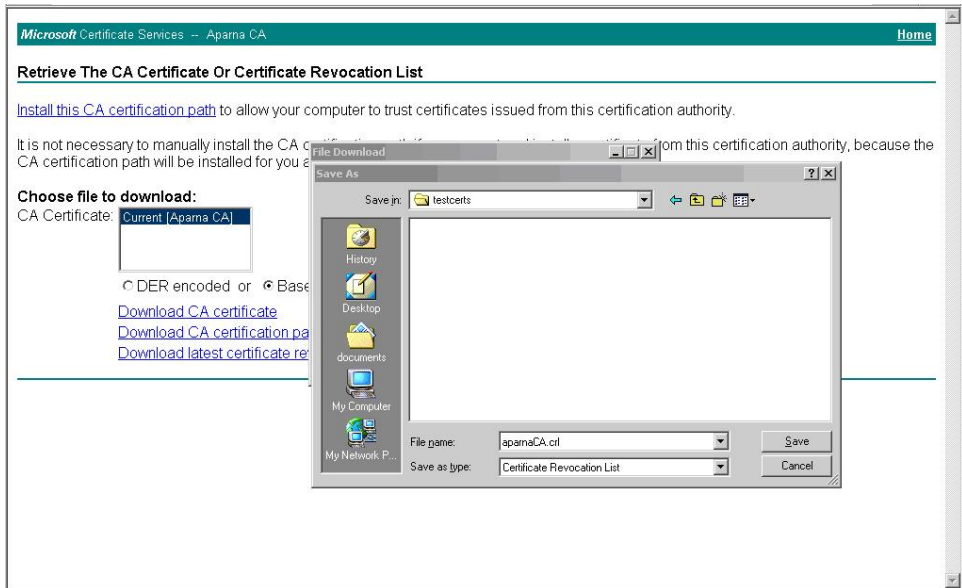 Microsoft Certificate Services -- Aparna CA Home
Retrieve The CA Certificate Or Certificate Revocation List
Install this CA certification path to allow your computer to trust certificates issued from this certification authority.
It is not necessary to manually install the CA from this certification authority, because the
CA certification path will be installed for you
File Download
Save As
Save in: testcerts
Choose file to download:
CA Certificate: Current [Aparna CA]
DER encoded or Base
Download CA certificate
Download CA certification pa
Download latest certificate re
History
Desktop
documents
My Computer
My Network P...
File name: aparnaCA.crl Save
Save as type: Certificate Revocation List Cancel